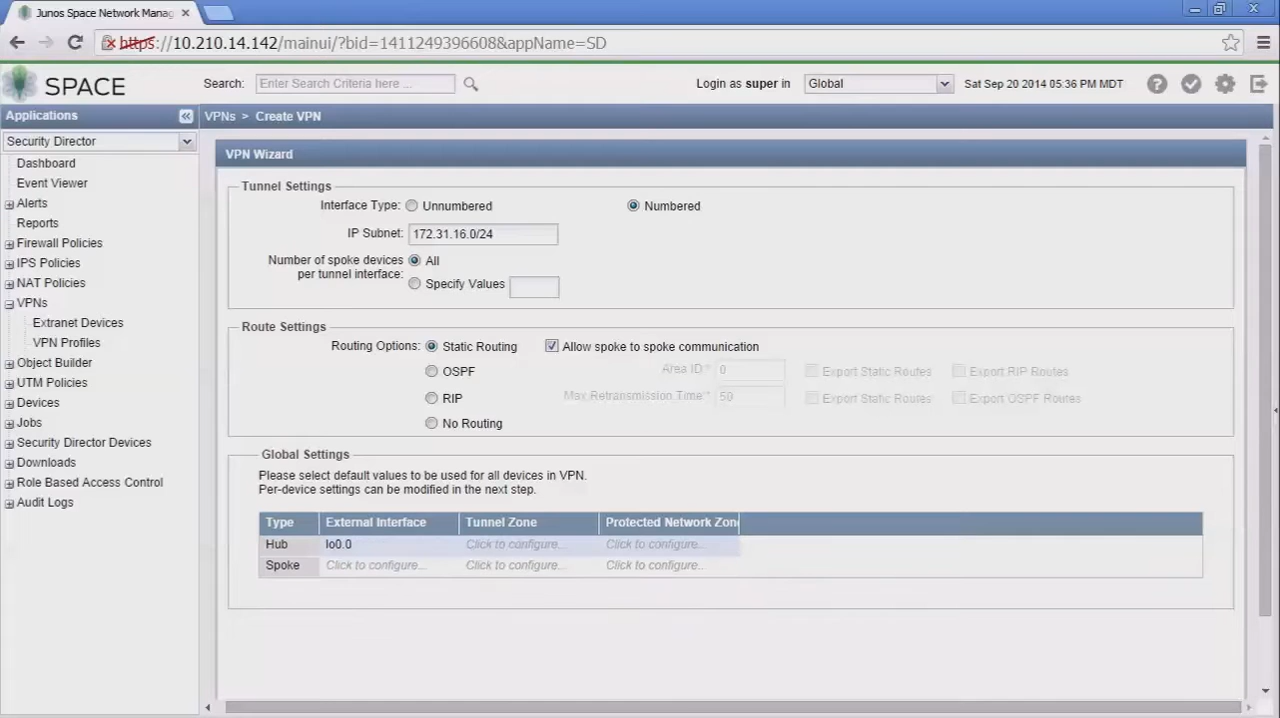 Junos Space Network Manag
https://10.210.14.142/mainui/?bid=1411249396608&appName=SD
SPACE
Search: Enter Search Criteria here ...
Login as super in Global Sat Sep 20 2014 05:36 PM MDT
Applications
VPNs > Create VPN
Security Director
Dashboard
Event Viewer
Alerts
Reports
Firewall Policies
IPS Policies
NAT Policies
VPNs
Extranet Devices
VPN Profiles
Object Builder
UTM Policies
Devices
Jobs
Security Director Devices
Downloads
Role Based Access Control
Audit Logs
VPN Wizard
Tunnel Settings
Interface Type: Unnumbered Numbered
IP Subnet: 172.31.16.0/24
Number of spoke devices
per tunnel interface:
All
Specify Values
Route Settings
Routing Options: Static Routing Allow spoke to spoke communication
OSPF Area ID:* 0 Export Static Routes Export RIP Routes
RIP Max Retransmission Time:* 50 Export Static Routes Export OSPF Routes
No Routing
Global Settings
Please select default values to be used for all devices in VPN.
Per-device settings can be modified in the next step.
Type External Interface Tunnel Zone Protected Network Zon
Hub lo0.0 Click to configure... Click to configure...
Spoke Click to configure... Click to configure... Click to configure...